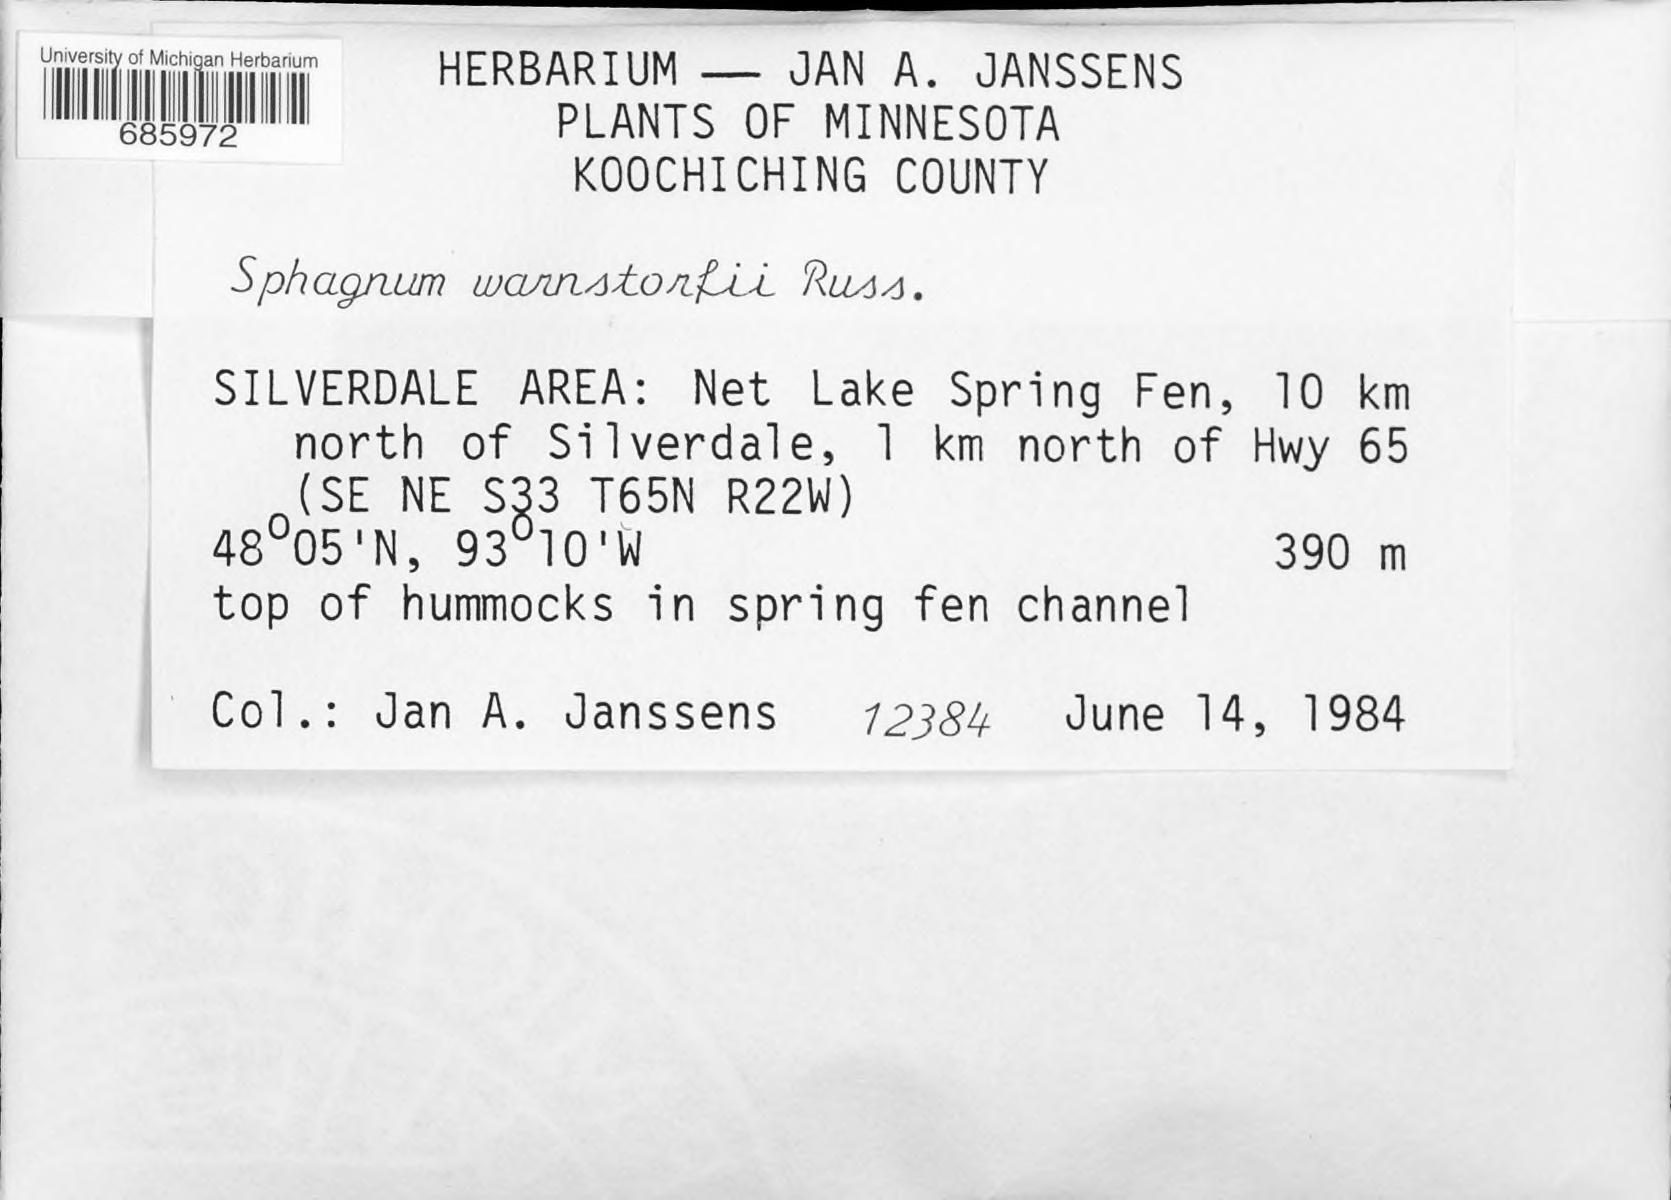 University of Michigan Herbarium
685972
HERBARIUM — JAN A. JANSSENS
PLANTS OF MINNESOTA
KOOCHICHING COUNTY
Sphagnum warnstorfii Russ.
SILVERDALE AREA: Net Lake Spring Fen, 10 km
north of Silverdale, 1 km north of Hwy 65
(SE NE S33 T65N R22W)
48°05'N, 93°10'W 390 m
top of hummocks in spring fen channel
Col.: Jan A. Janssens 12384 June 14, 1984